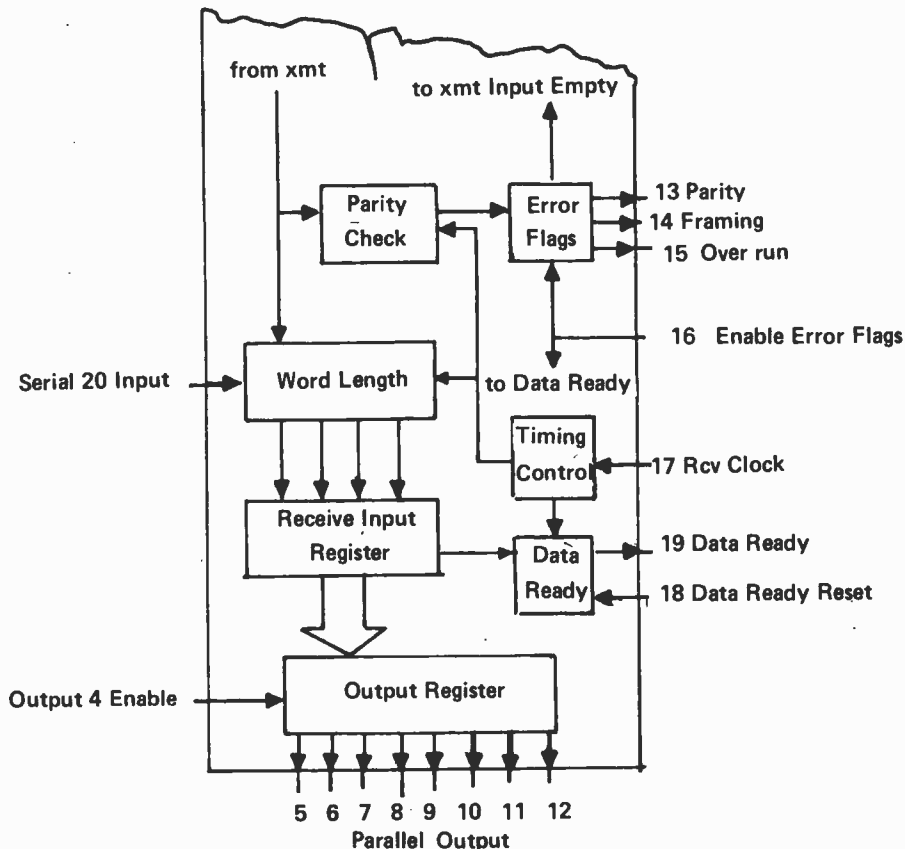 from xmt
to xmt Input Empty
Parity
Check
Error
Flags
13 Parity
14 Framing
15 Over run
16 Enable Error Flags
to Data Ready
Serial 20 Input
Word Length
Timing
Control
17 Rcv Clock
Receive Input
Register
Data
Ready
19 Data Ready
18 Data Ready Reset
Output 4 Enable
Output Register
5 6 7 8 9 10 11 12
Parallel Output